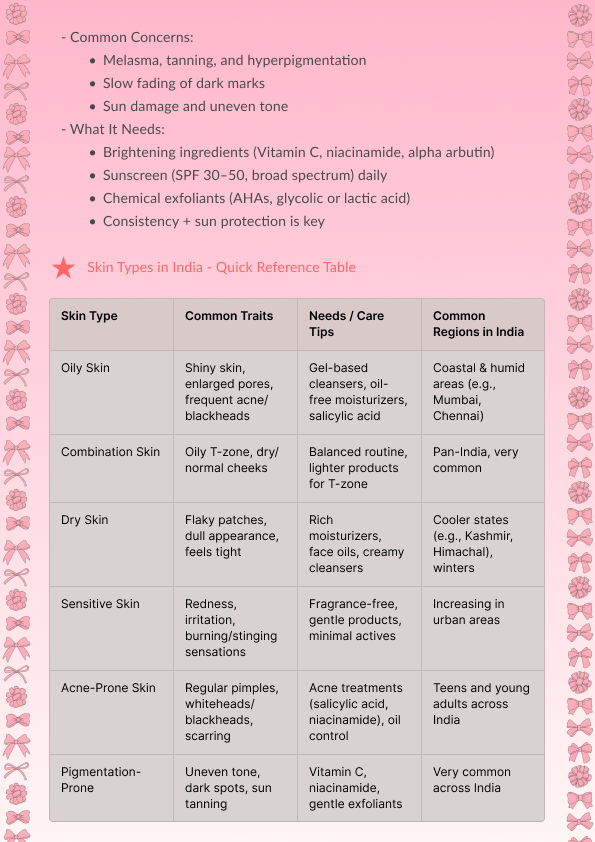 - Common Concerns:
• Melasma, tanning, and hyperpigmentation
• Slow fading of dark marks
• Sun damage and uneven tone
- What It Needs:
• Brightening ingredients (Vitamin C, niacinamide, alpha arbutin)
• Sunscreen (SPF 30–50, broad spectrum) daily
• Chemical exfoliants (AHAs, glycolic or lactic acid)
• Consistency + sun protection is key
Skin Types in India - Quick Reference Table
Skin Type
Common Traits
Needs / Care
Tips
Common
Regions in India
Oily Skin
Shiny skin,
enlarged pores,
frequent acne/
blackheads
Gel-based
cleansers, oil-
free moisturizers,
salicylic acid
Coastal & humid
areas (e.g.,
Mumbai,
Chennai)
Combination Skin
Oily T-zone, dry/
normal cheeks
Balanced routine,
lighter products
for T-zone
Pan-India, very
common
Dry Skin
Flaky patches,
dull appearance,
feels tight
Rich
moisturizers,
face oils, creamy
cleansers
Cooler states
(e.g., Kashmir,
Himachal),
winters
Sensitive Skin
Redness,
irritation,
burning/stinging
sensations
Fragrance-free,
gentle products,
minimal actives
Increasing in
urban areas
Acne-Prone Skin
Regular pimples,
whiteheads/
blackheads,
scarring
Acne treatments
(salicylic acid,
niacinamide), oil
control
Teens and young
adults across
India
Pigmentation-
Prone
Uneven tone,
dark spots, sun
tanning
Vitamin C,
niacinamide,
gentle exfoliants
Very common
across India